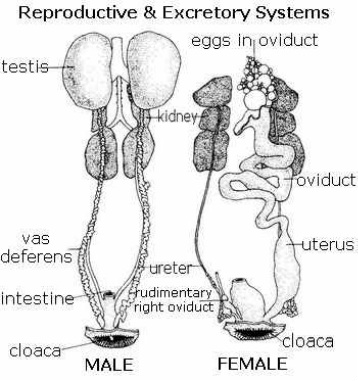 Reproductive & Excretory Systems
eggs in oviduct
testis
kidney
oviduct
vas
deferens
uterus
ureter
intestine
rudimentary
right oviduct
cloaca
cloaca
MALE
FEMALE